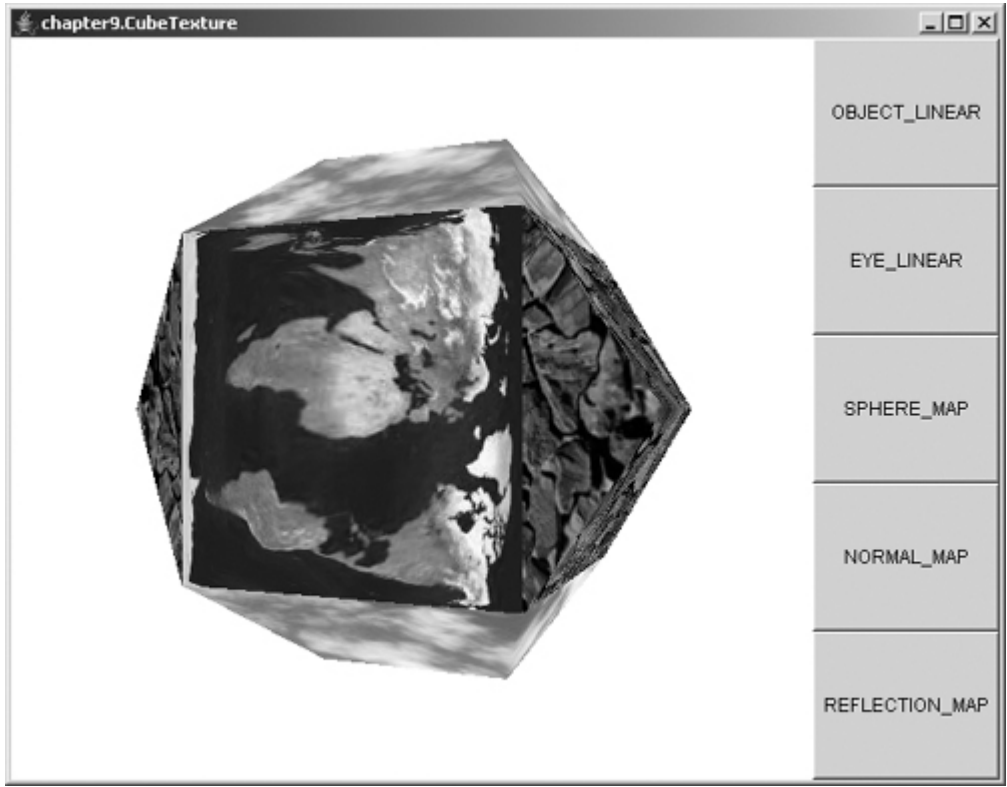 chapter9.CubeTexture
OBJECT_LINEAR
EYE_LINEAR
SPHERE_MAP
NORMAL_MAP
REFLECTION_MAP